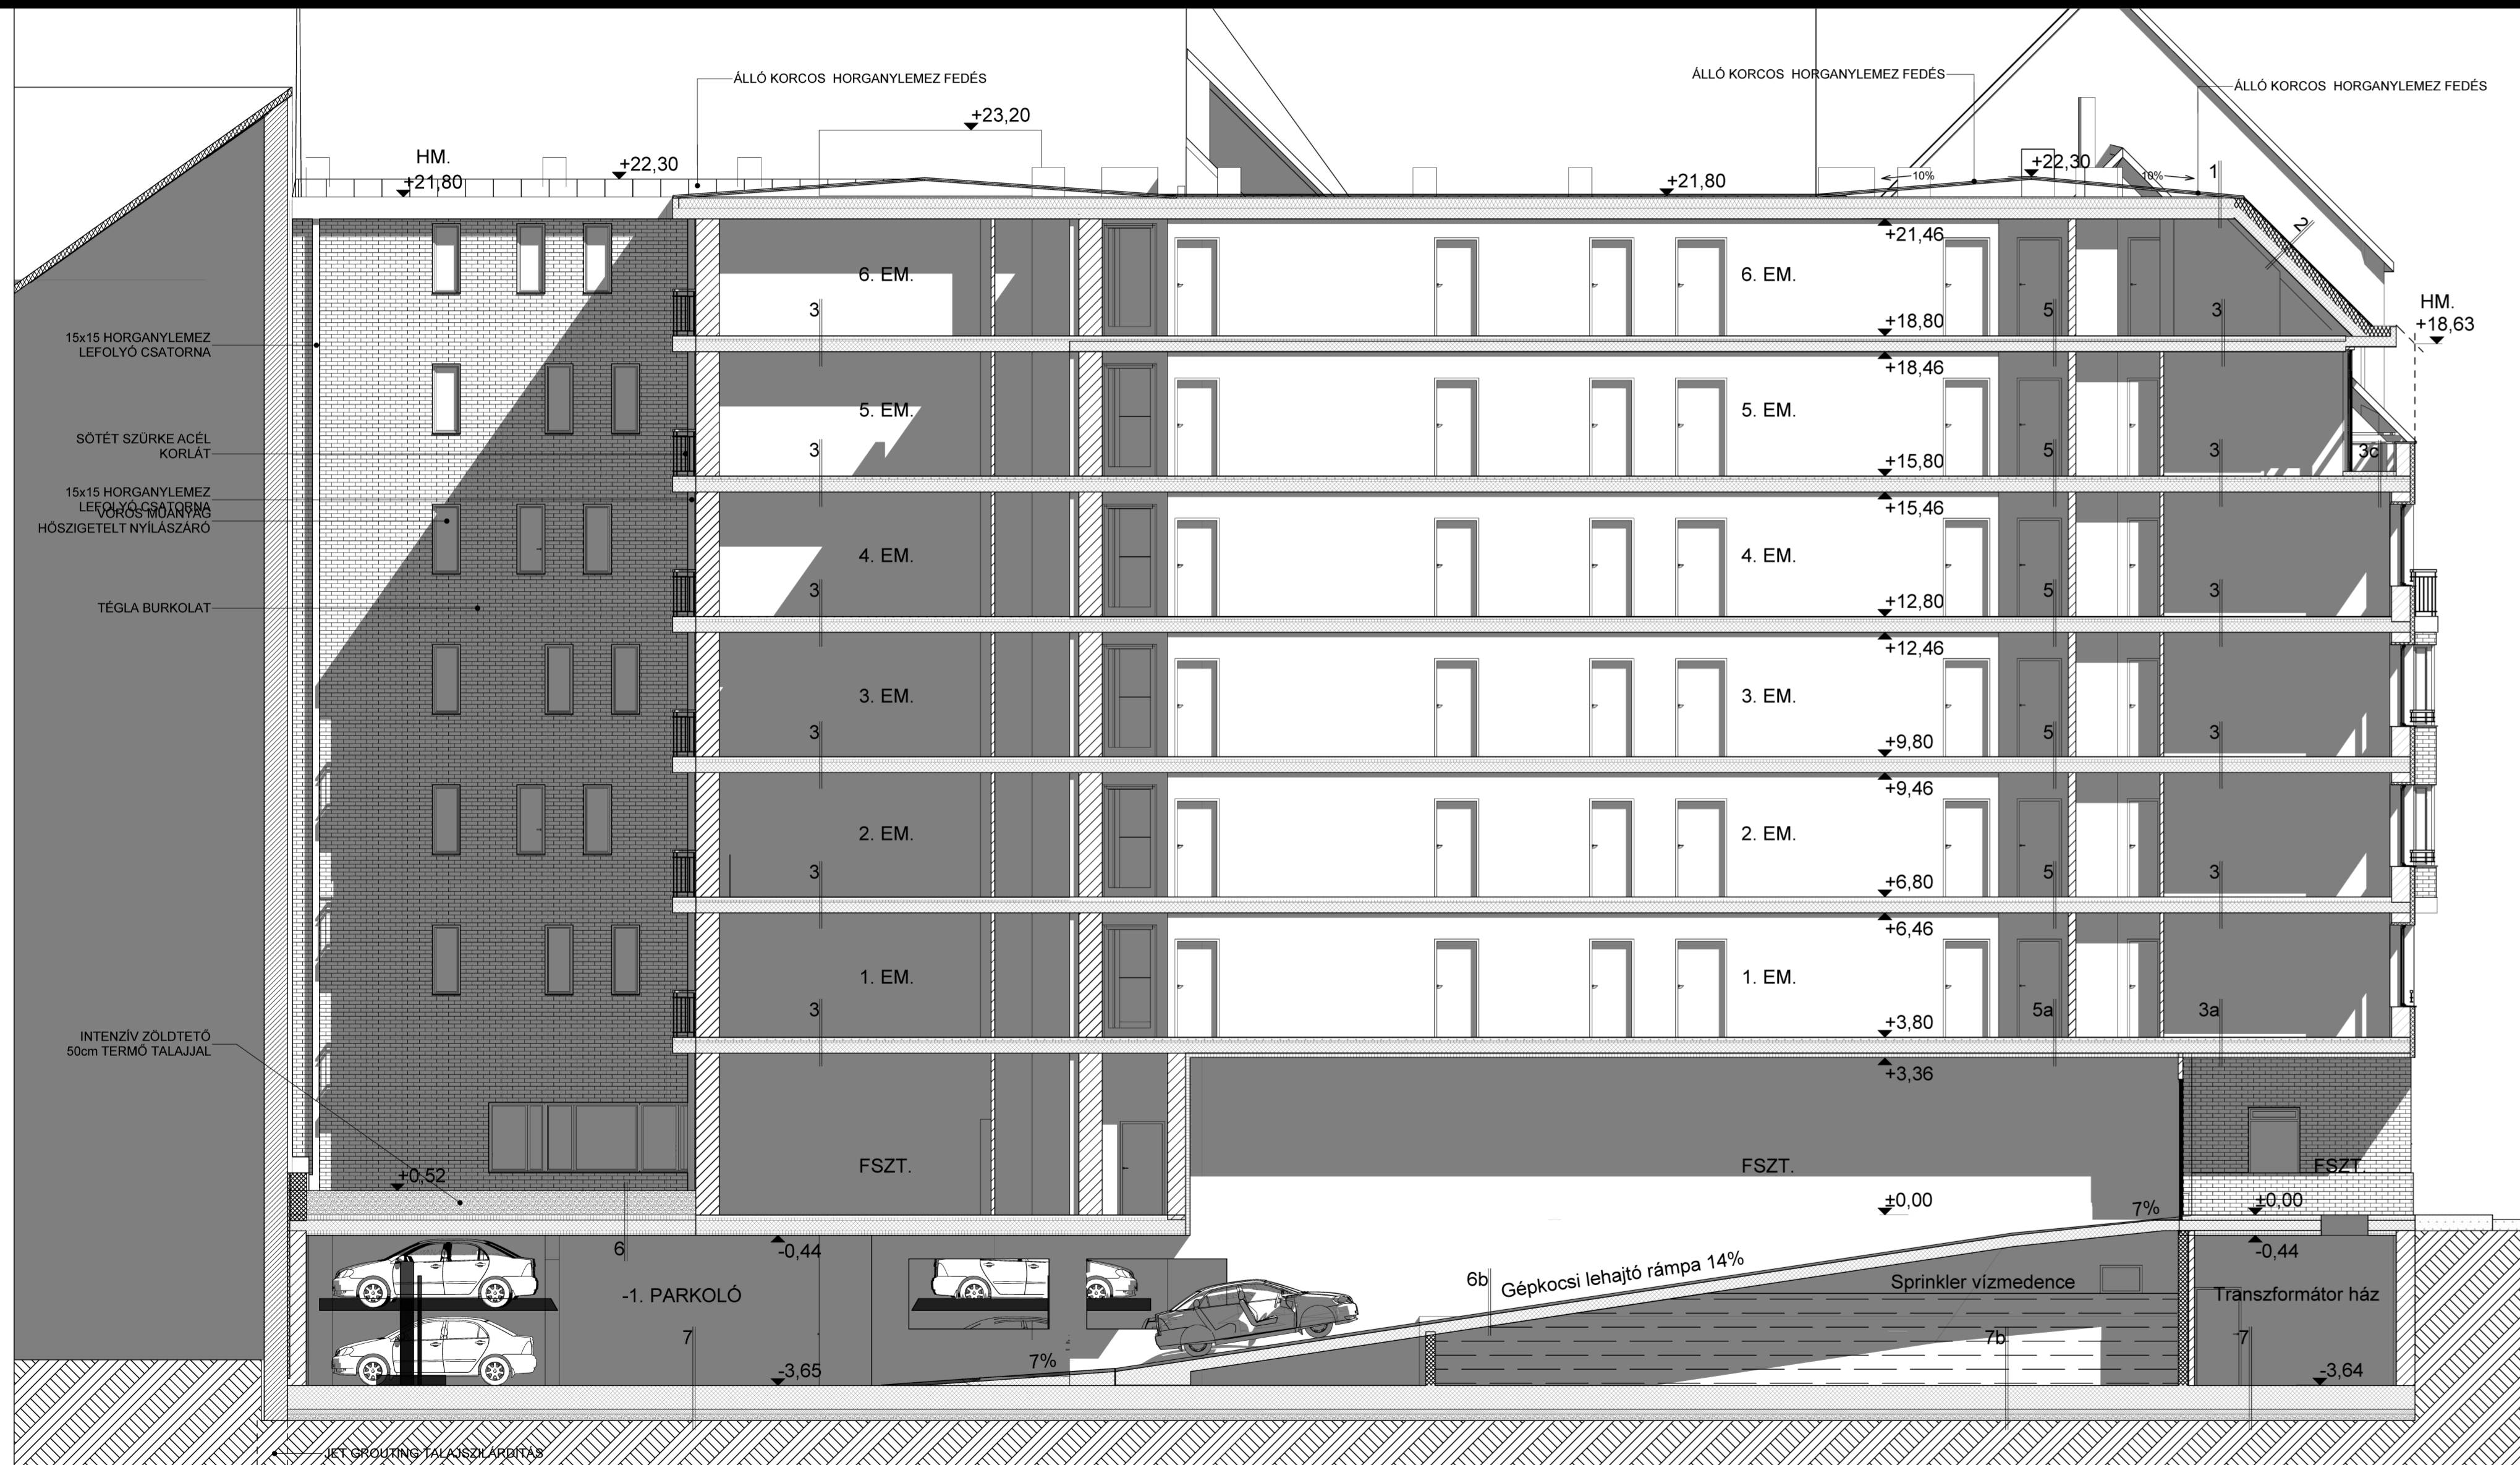 ÁLLÓ KORCOS HORGANYLEMEZ FEDÉS
ÁLLÓ KORCOS HORGANYLEMEZ FEDÉS
ÁLLÓ KORCOS HORGANYLEMEZ FEDÉS
+23,20
HM.
+21,80
+22,30
+21,80
10%
+22,30
10%
1
2
+21,46
6. EM.
6. EM.
3
5
3
+18,80
HM.
+18,63
15x15 HORGANYLEMEZ
LEFOLYÓ CSATORNA
+18,46
5. EM.
5. EM.
SÖTÉT SZÜRKE ACÉL
KORLÁT
3
+15,80
5
3
3c
15x15 HORGANYLEMEZ
LEFOLYÓ CSATORNA
VÖRÖS MŰANYAG
HŐSZIGETELT NYÍLÁSZÁRÓ
+15,46
4. EM.
4. EM.
3
+12,80
5
3
TÉGLA BURKOLAT
+12,46
3. EM.
3. EM.
3
+9,80
5
3
+9,46
2. EM.
2. EM.
3
+6,80
5
3
+6,46
1. EM.
1. EM.
3
+3,80
5a
3a
INTENZÍV ZÖLDTETŐ
50cm TERMŐ TALAJJAL
+3,36
FSZT.
FSZT.
FSZT.
+0,52
±0,00
7%
±0,00
6
-0,44
-0,44
-1. PARKOLÓ
6b
Gépkocsi lehajtó rámpa 14%
Sprinkler vízmedence
Transzformátor ház
7
7%
7b
7
-3,65
-3,64
JET GROUTING TALAJSZILÁRDÍTÁS